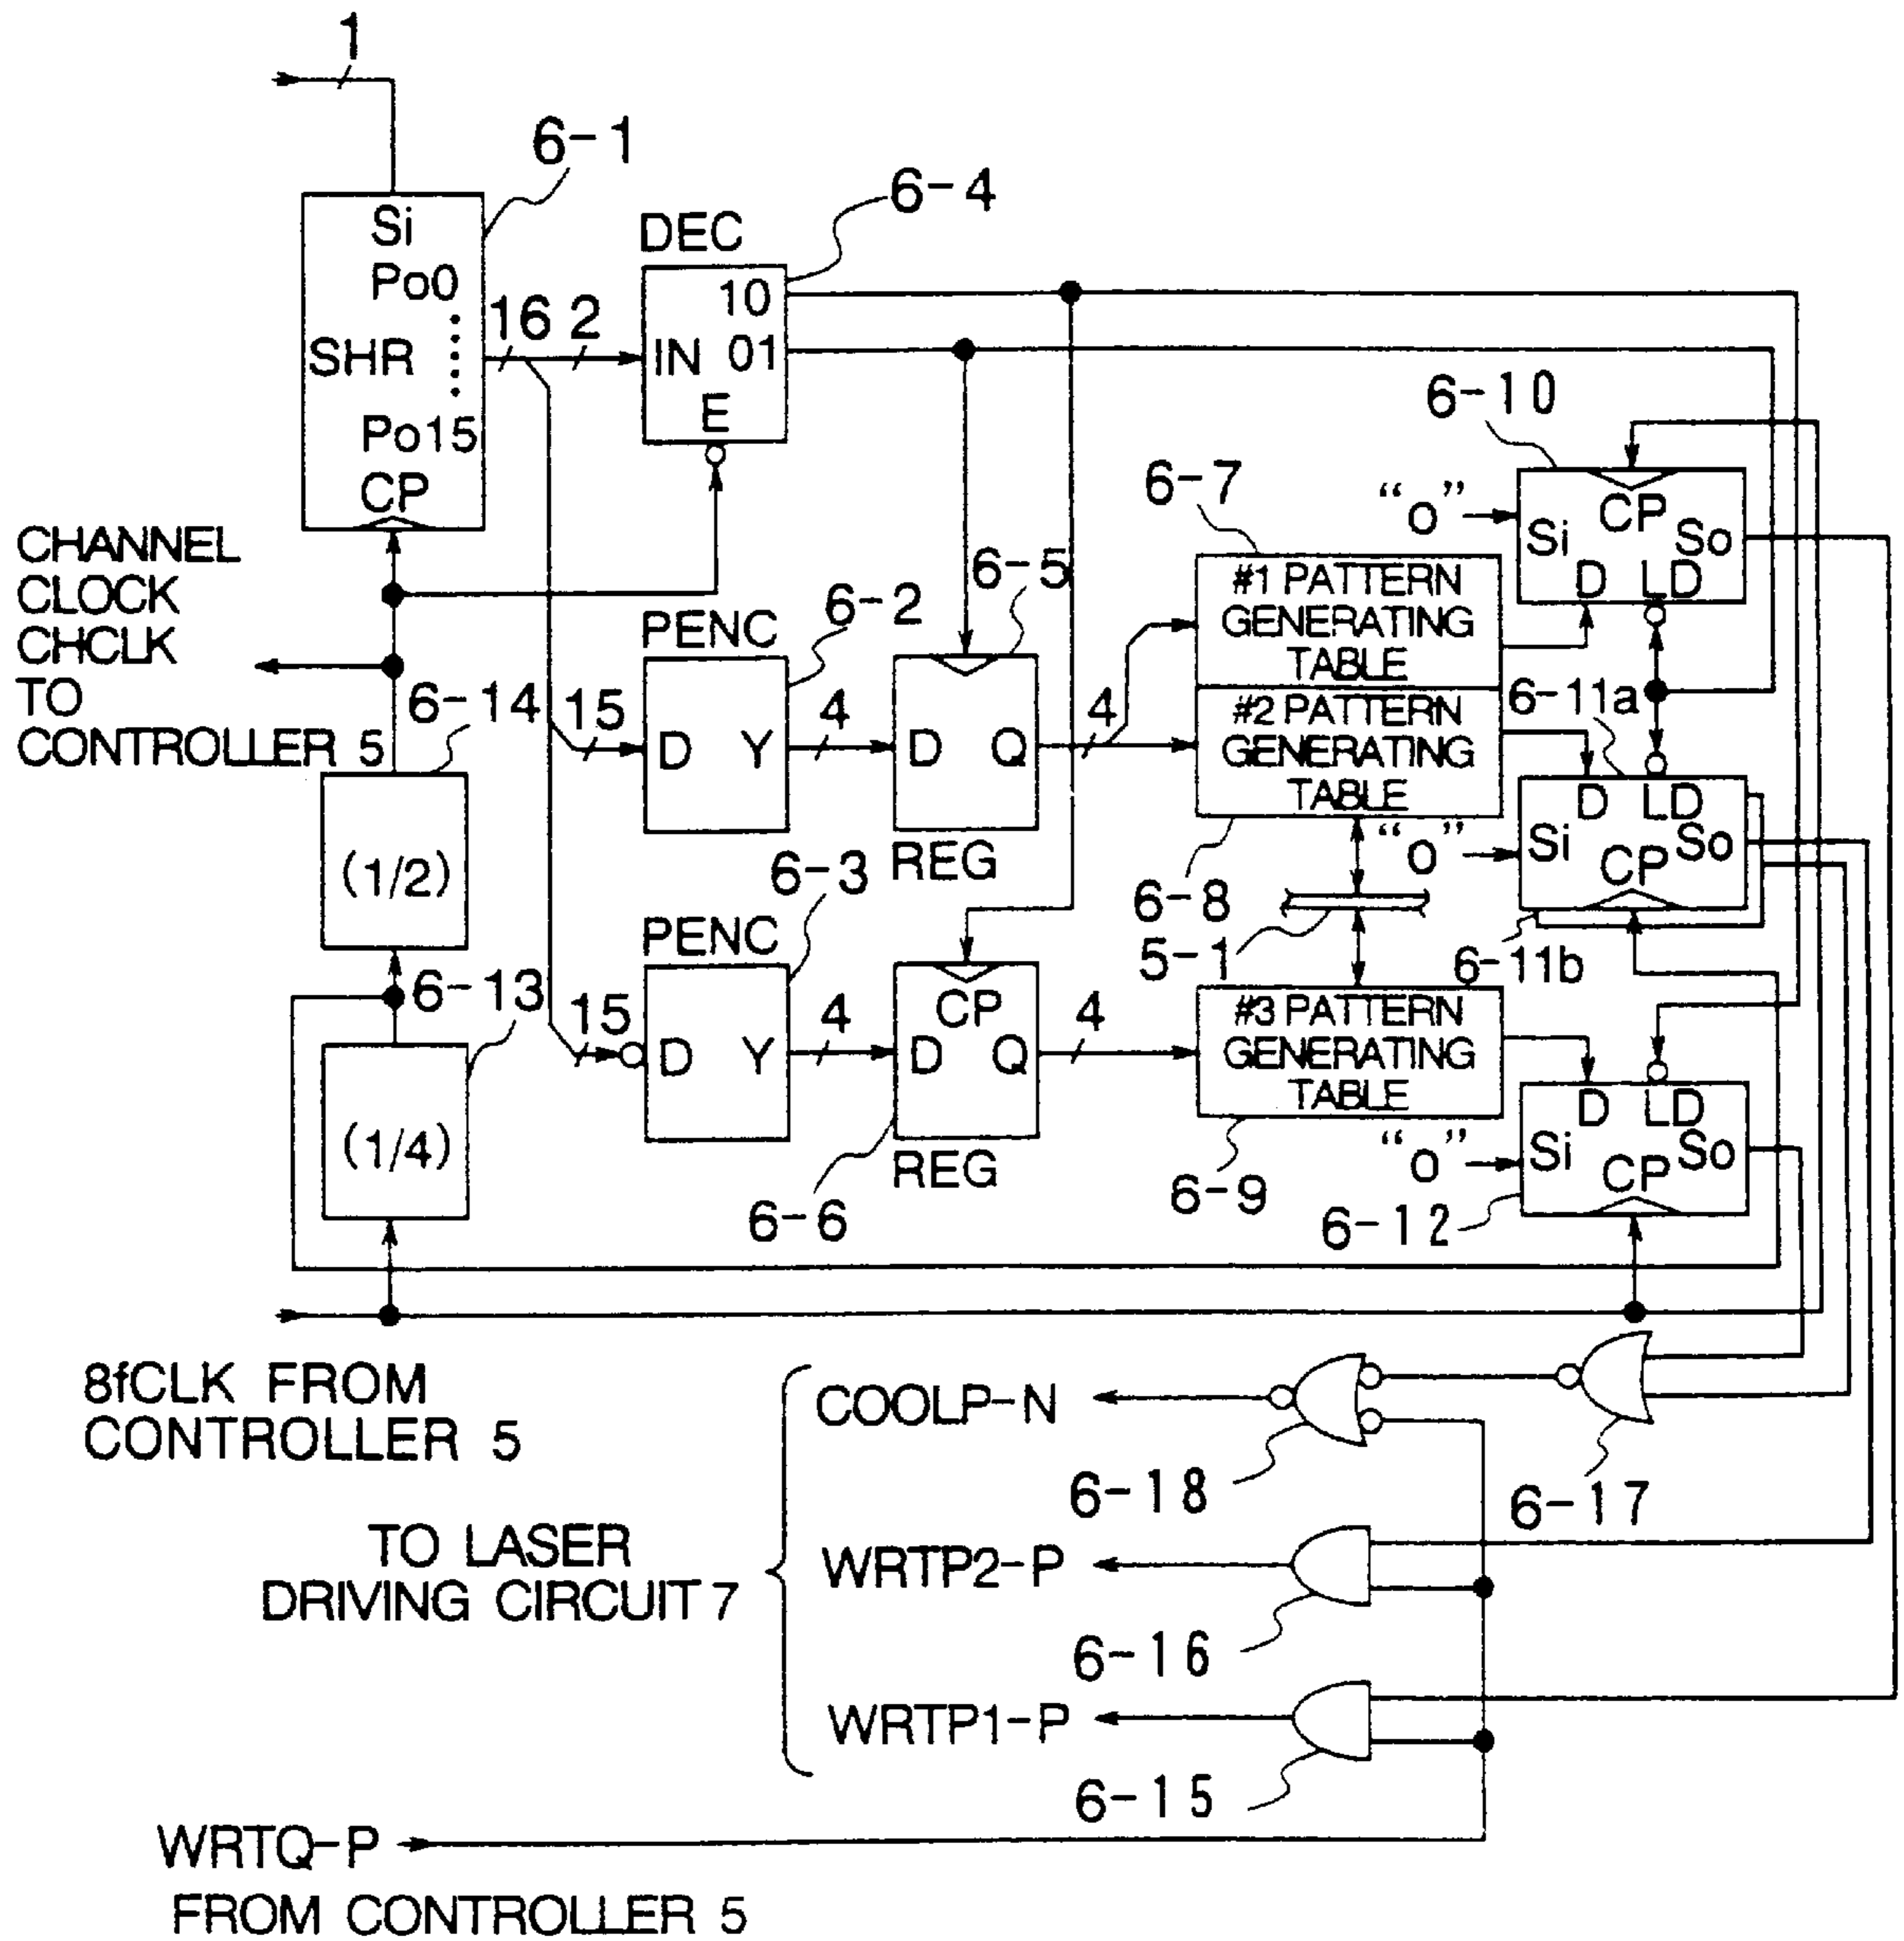 1
6-1
Si
Po0
SHR
Po15
CP
16
2
DEC
6-4
10
IN 01
E
CHANNEL
CLOCK
CHCLK
TO
CONTROLLER 5
6-14
(1/2)
6-13
(1/4)
15
PENC
6-2
D Y
4
6-5
D Q
REG
4
15
PENC
6-3
D Y
4
CP
D Q
REG
6-6
4
6-7
#1 PATTERN
GENERATING
TABLE
#2 PATTERN
GENERATING
TABLE
6-8
5-1
#3 PATTERN
GENERATING
TABLE
6-9
6-10
“0”
CP
Si So
D LD
6-11a
“0”
D LD
Si So
CP
6-11b
“0”
D LD
Si So
CP
6-12
8fCLK FROM
CONTROLLER 5
COOLP-N
6-18
6-17
TO LASER
DRIVING CIRCUIT 7
WRTP2-P
6-16
WRTP1-P
6-15
WRTQ-P
FROM CONTROLLER 5